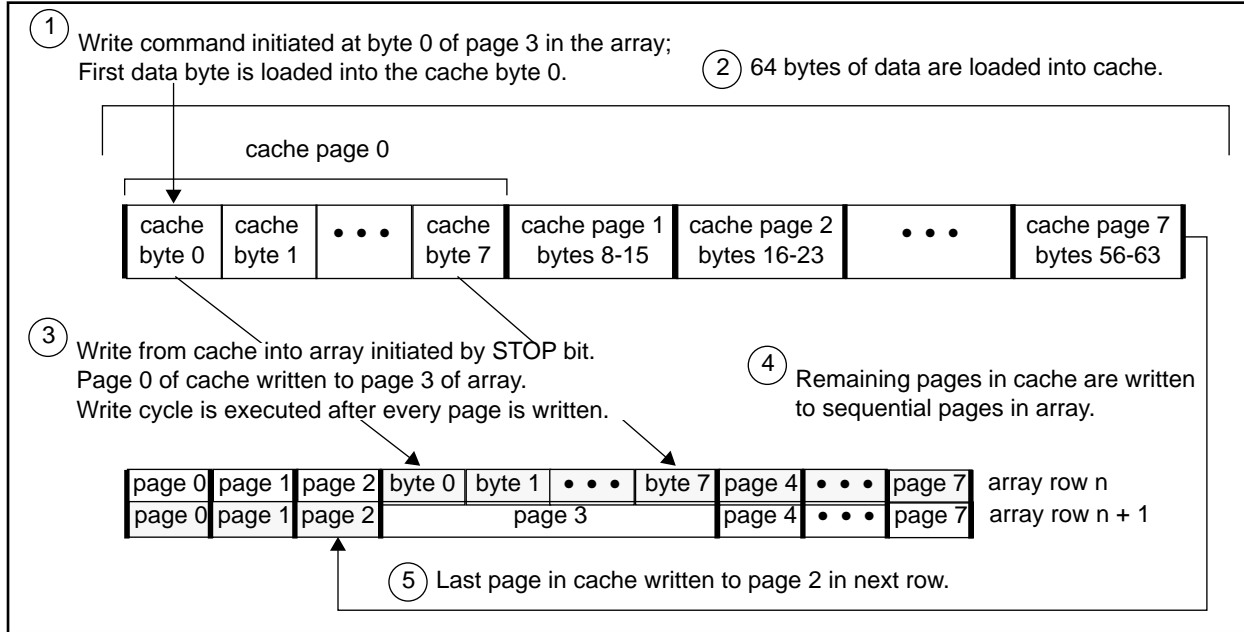 1 Write command initiated at byte 0 of page 3 in the array;
First data byte is loaded into the cache byte 0.
2 64 bytes of data are loaded into cache.
cache page 0
cache byte 0 cache byte 1 • • • cache byte 7 cache page 1 bytes 8-15 cache page 2 bytes 16-23 • • • cache page 7 bytes 56-63
3 Write from cache into array initiated by STOP bit.
Page 0 of cache written to page 3 of array.
Write cycle is executed after every page is written.
4 Remaining pages in cache are written
to sequential pages in array.
page 0 page 1 page 2 byte 0 byte 1 • • • byte 7 page 4 • • • page 7 array row n
page 0 page 1 page 2 page 3 page 4 • • • page 7 array row n + 1
5 Last page in cache written to page 2 in next row.